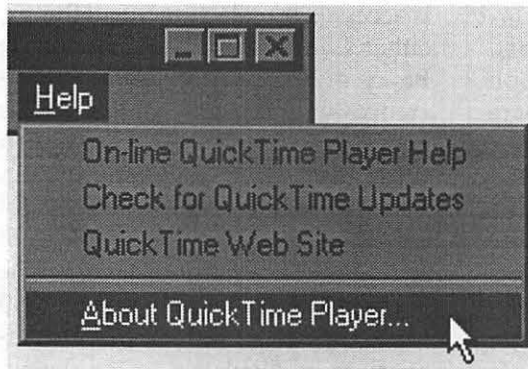 Help
On-line QuickTime Player Help
Check for QuickTime Updates
QuickTime Web Site
About QuickTime Player...